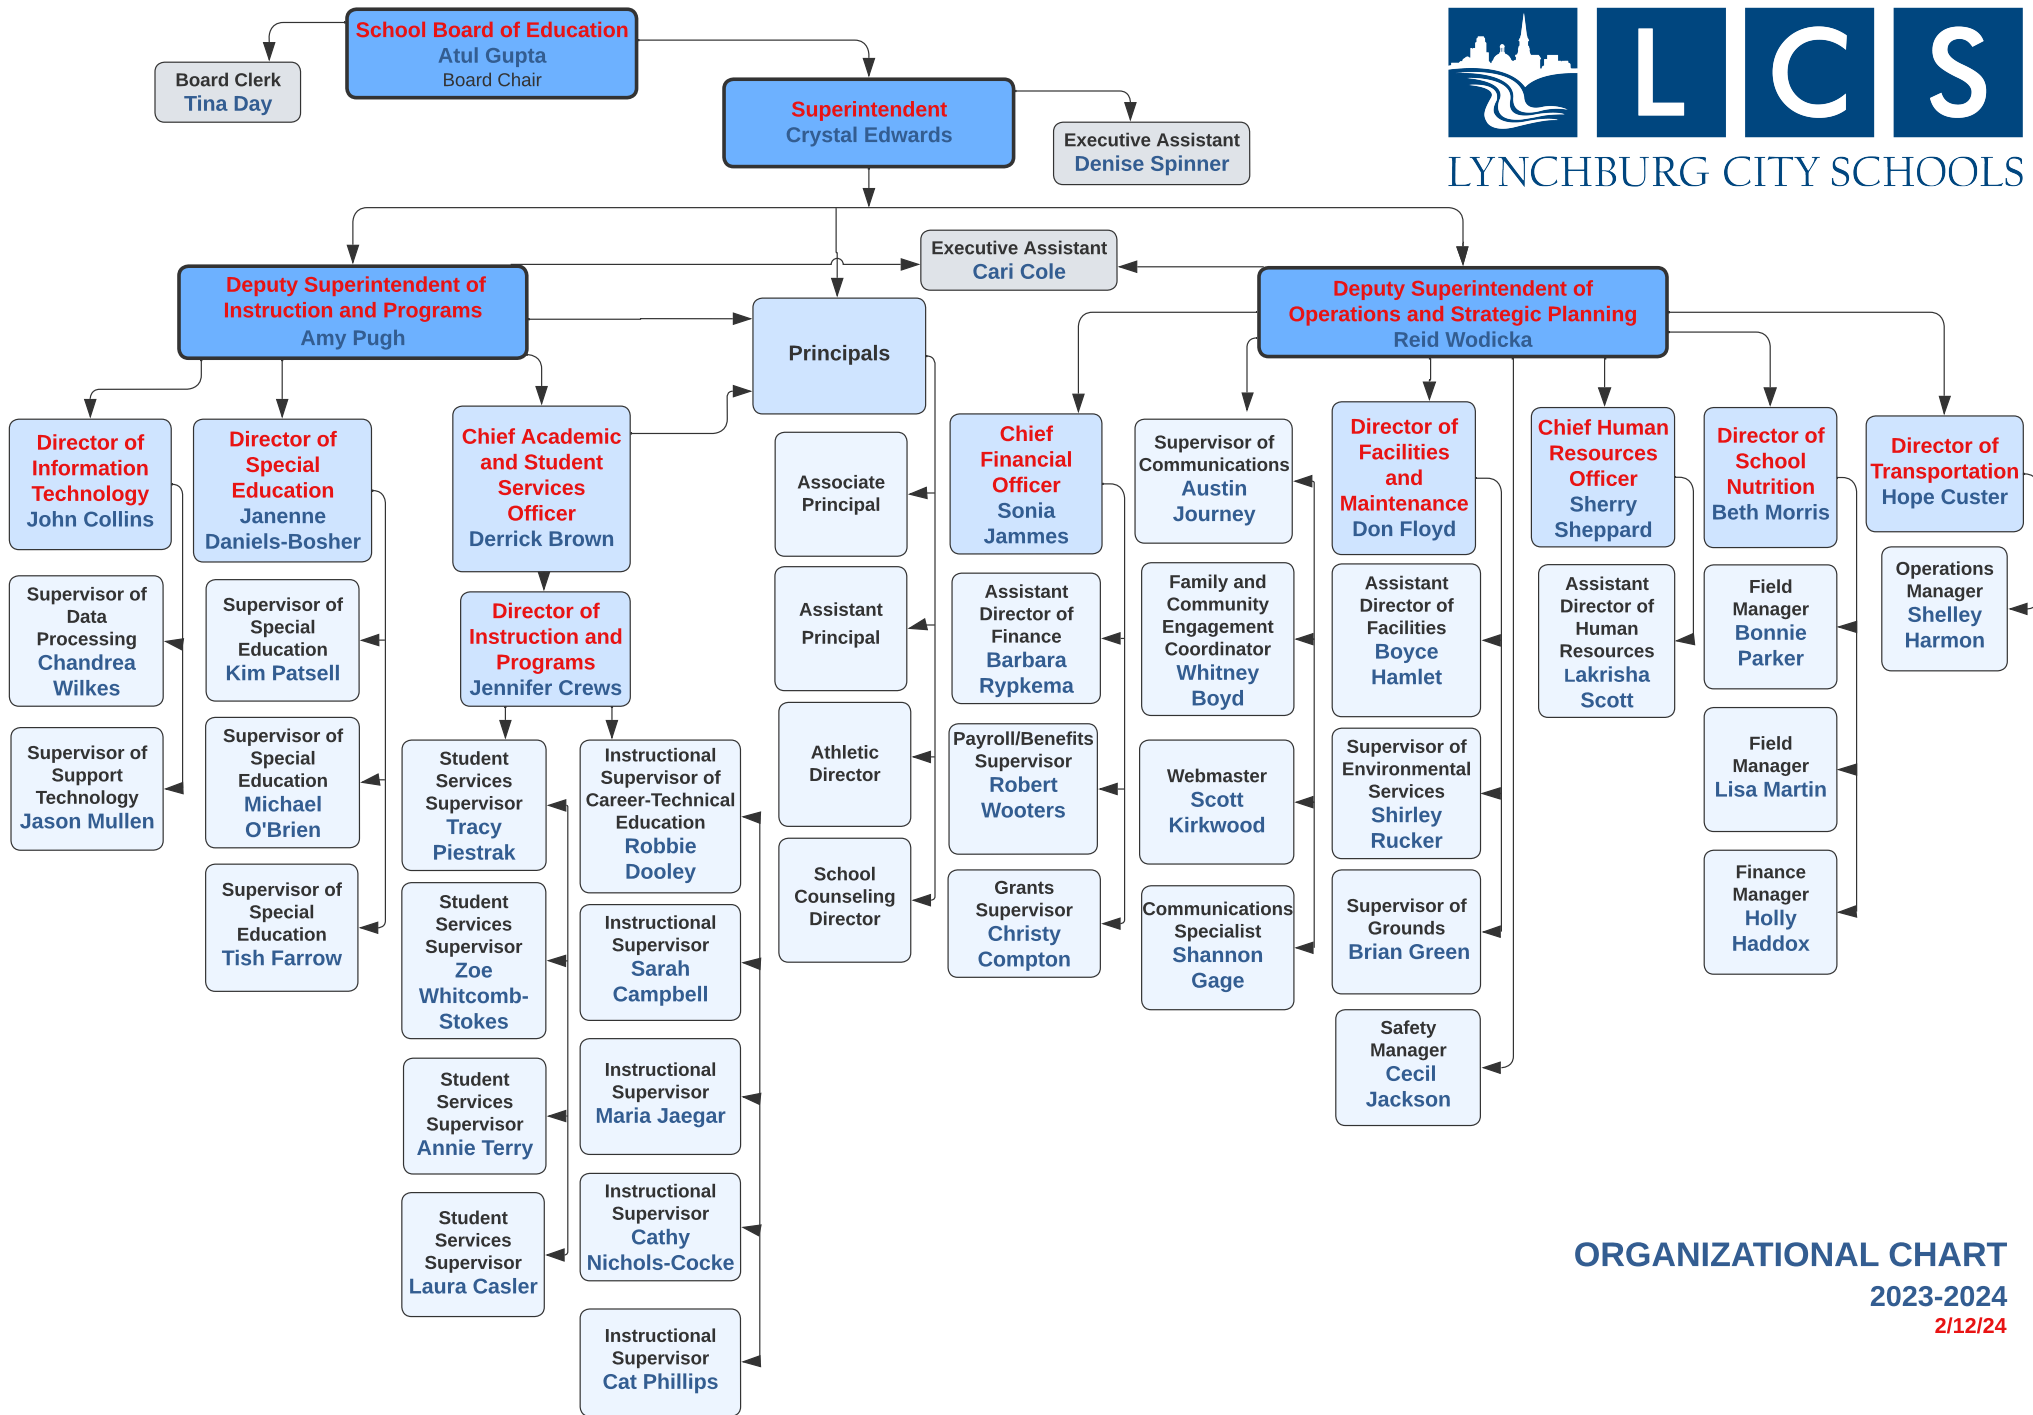 School Board of Education
Atul Gupta
Board Chair
Board Clerk
Tina Day
Superintendent
Crystal Edwards
Executive Assistant
Denise Spinner
L C S
LYNCHBURG CITY SCHOOLS
Executive Assistant
Cari Cole
Deputy Superintendent of
Instruction and Programs
Amy Pugh
Principals
Deputy Superintendent of
Operations and Strategic Planning
Reid Wodicka
Director of
Information
Technology
John Collins
Supervisor of
Data
Processing
Chandrea
Wilkes
Supervisor of
Support
Technology
Jason Mullen
Director of
Special
Education
Janenne
Daniels-Bosher
Supervisor of
Special
Education
Kim Patsell
Supervisor of
Special
Education
Michael
O'Brien
Supervisor of
Special
Education
Tish Farrow
Chief Academic
and Student
Services
Officer
Derrick Brown
Director of
Instruction and
Programs
Jennifer Crews
Student
Services
Supervisor
Tracy
Piestrak
Student
Services
Supervisor
Zoe
Whitcomb-
Stokes
Student
Services
Supervisor
Annie Terry
Student
Services
Supervisor
Laura Casler
Instructional
Supervisor of
Career-Technical
Education
Robbie
Dooley
Instructional
Supervisor
Sarah
Campbell
Instructional
Supervisor
Maria Jaegar
Instructional
Supervisor
Cathy
Nichols-Cocke
Instructional
Supervisor
Cat Phillips
Associate
Principal
Assistant
Principal
Athletic
Director
School
Counseling
Director
Chief
Financial
Officer
Sonia
Jammes
Assistant
Director of
Finance
Barbara
Rypkema
Payroll/Benefits
Supervisor
Robert
Wooters
Grants
Supervisor
Christy
Compton
Supervisor of
Communications
Austin
Journey
Family and
Community
Engagement
Coordinator
Whitney
Boyd
Webmaster
Scott
Kirkwood
Communications
Specialist
Shannon
Gage
Director of
Facilities
and
Maintenance
Don Floyd
Assistant
Director of
Facilities
Boyce
Hamlet
Supervisor of
Environmental
Services
Shirley
Rucker
Supervisor of
Grounds
Brian Green
Safety
Manager
Cecil
Jackson
Chief Human
Resources
Officer
Sherry
Sheppard
Assistant
Director of
Human
Resources
Lakrisha
Scott
Director of
School
Nutrition
Beth Morris
Field
Manager
Bonnie
Parker
Field
Manager
Lisa Martin
Finance
Manager
Holly
Haddox
Director of
Transportation
Hope Custer
Operations
Manager
Shelley
Harmon
ORGANIZATIONAL CHART
2023-2024
2/12/24